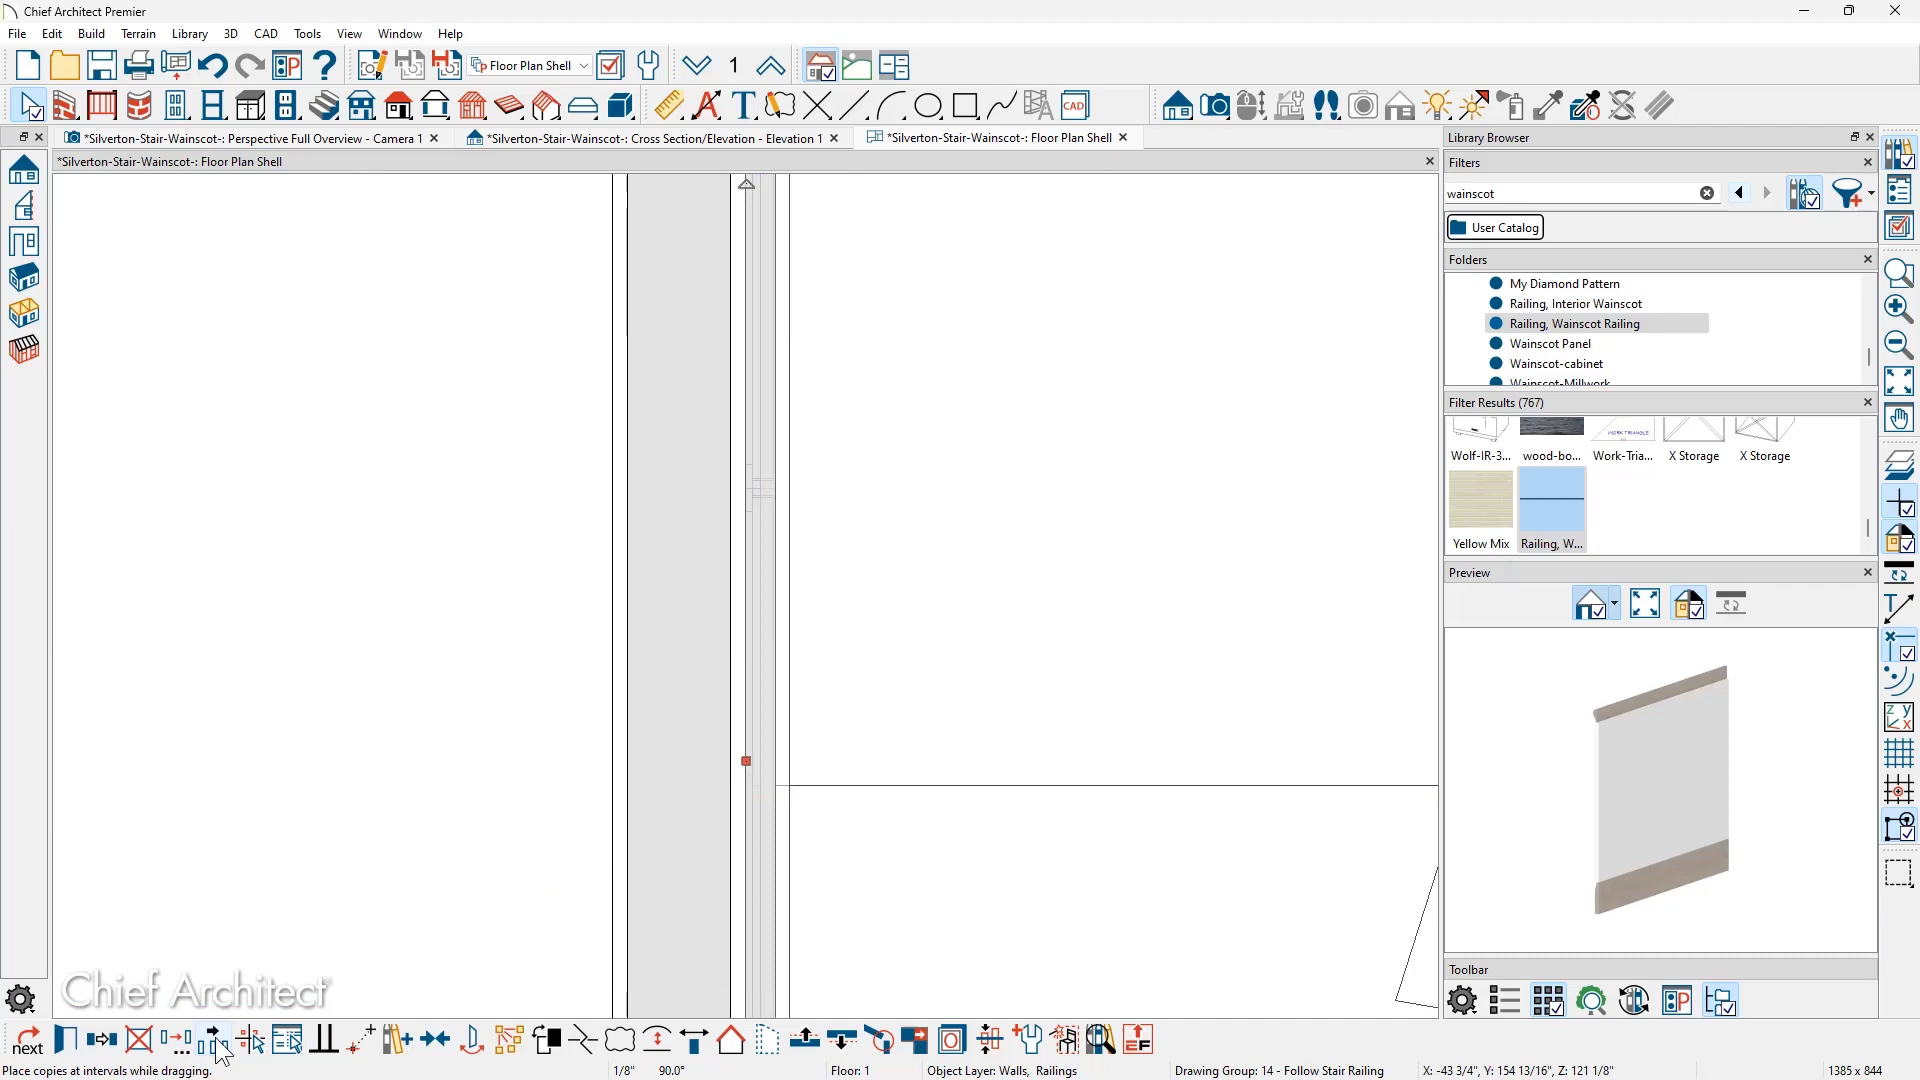 Chief Architect Premier
File Edit Build Terrain Library 3D CAD Tools View Window Help
Floor Plan Shell 1
CAD
*Silverton-Stair-Wainscot-: Perspective Full Overview - Camera 1 *Silverton-Stair-Wainscot-: Cross Section/Elevation - Elevation 1 *Silverton-Stair-Wainscot-: Floor Plan Shell
*Silverton-Stair-Wainscot-: Floor Plan Shell
Library Browser
Filters
wainscot
User Catalog
Folders
My Diamond Pattern
Railing, Interior Wainscot
Railing, Wainscot Railing
Wainscot Panel
Wainscot-cabinet
Wainscot-Millwork
Filter Results (767)
WORK TRIANGLE
Wolf-IR-3... wood-bo... Work-Tria... X Storage X Storage
Yellow Mix Railing, W...
Preview
Toolbar
Chief Architect
next
Place copies at intervals while dragging. 1/8" 90.0° Floor: 1 Object Layer: Walls, Railings Drawing Group: 14 - Follow Stair Railing X: -43 3/4", Y: 154 13/16", Z: 121 1/8" 1385 x 844